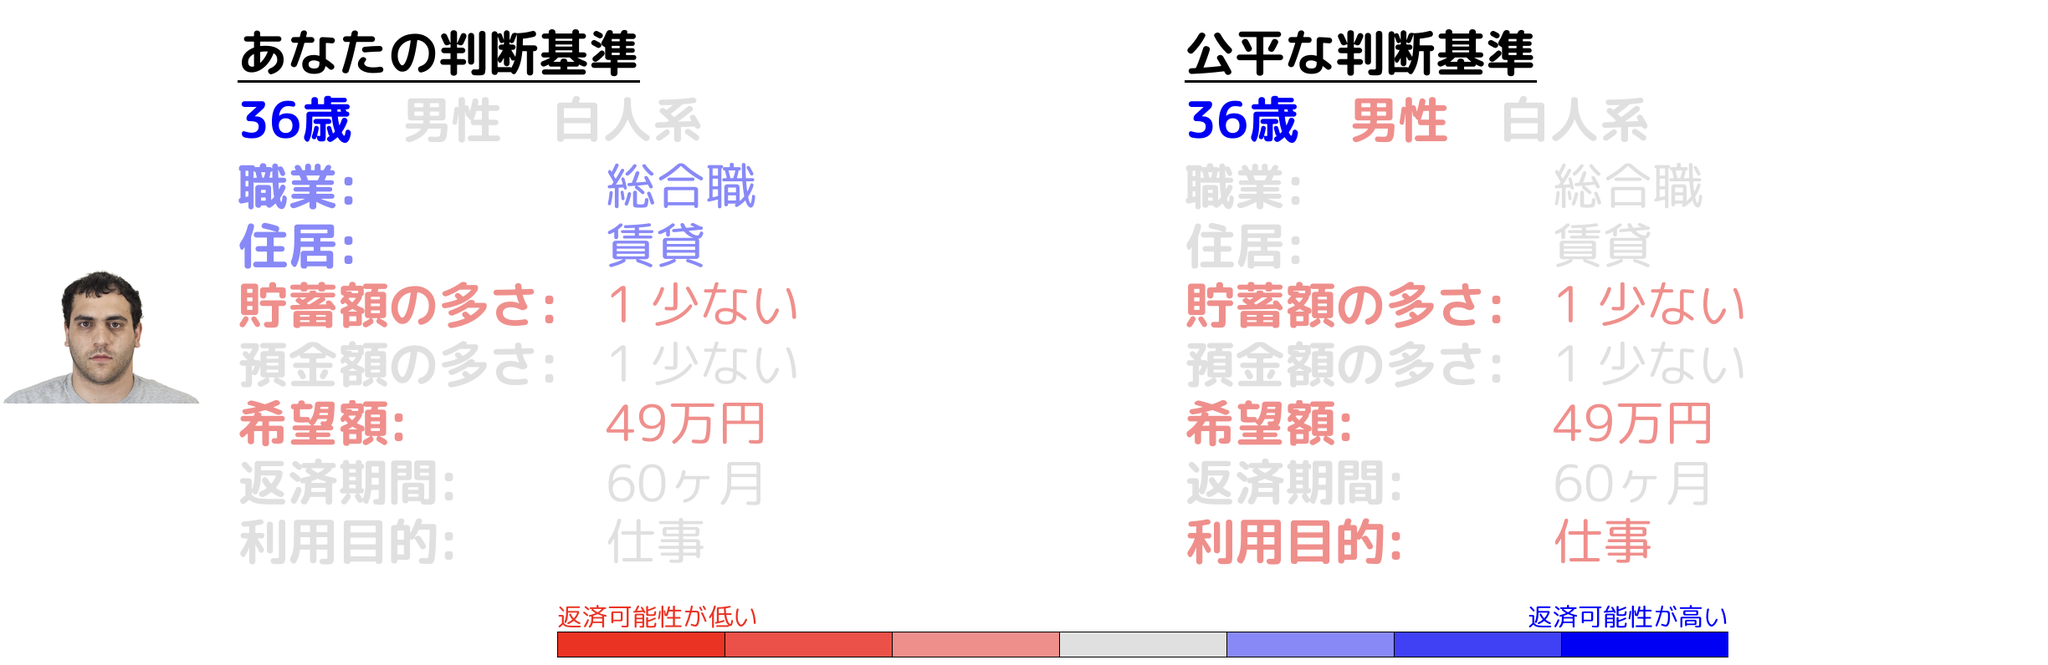 あなたの判断基準
36歳 男性 白人系
職業: 総合職
住居: 賃貸
貯蓄額の多さ: 1 少ない
預金額の多さ: 1 少ない
希望額: 49万円
返済期間: 60ヶ月
利用目的: 仕事
公平な判断基準
36歳 男性 白人系
職業: 総合職
住居: 賃貸
貯蓄額の多さ: 1 少ない
預金額の多さ: 1 少ない
希望額: 49万円
返済期間: 60ヶ月
利用目的: 仕事
返済可能性が低い 返済可能性が高い